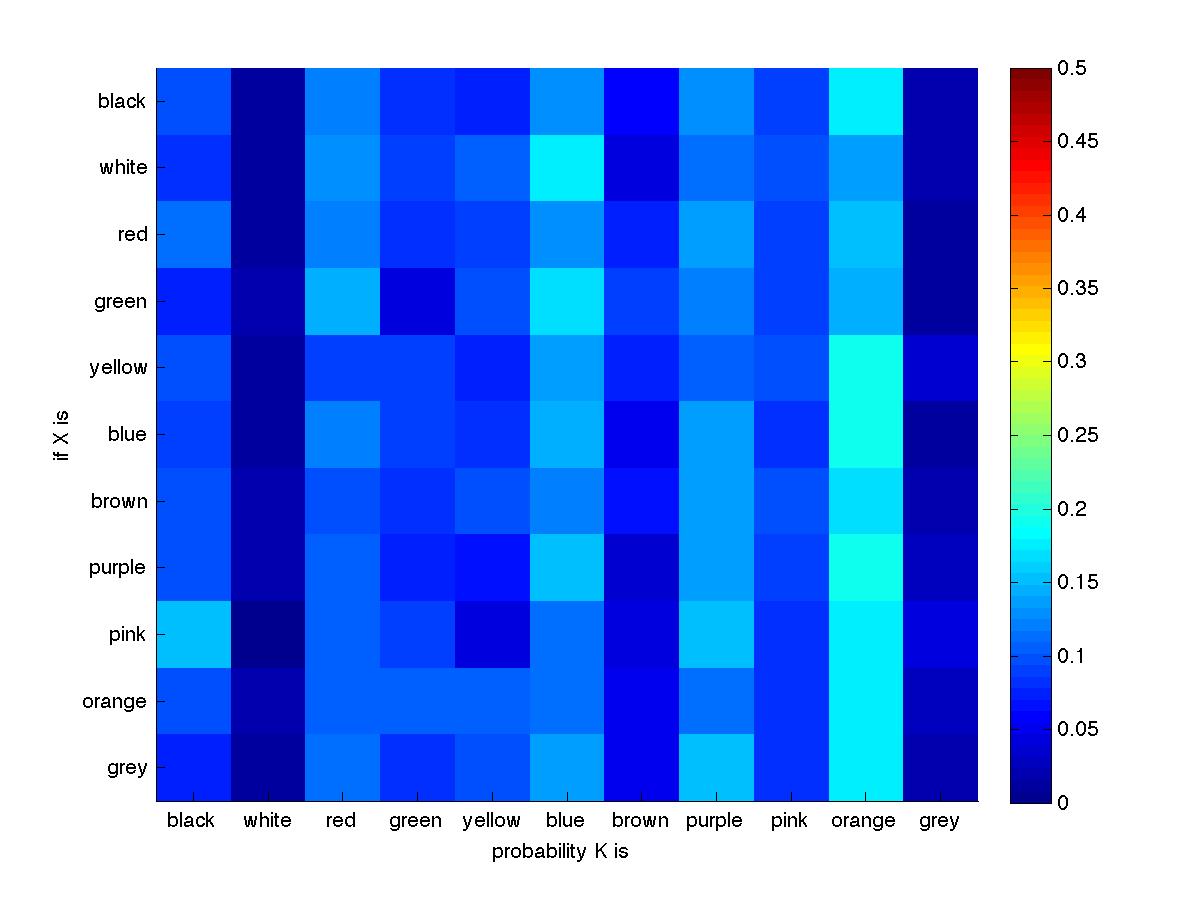 black
white
red
green
yellow
blue
brown
purple
pink
orange
grey
if X is
black white red green yellow blue brown purple pink orange grey
probability K is
0.5
0.45
0.4
0.35
0.3
0.25
0.2
0.15
0.1
0.05
0